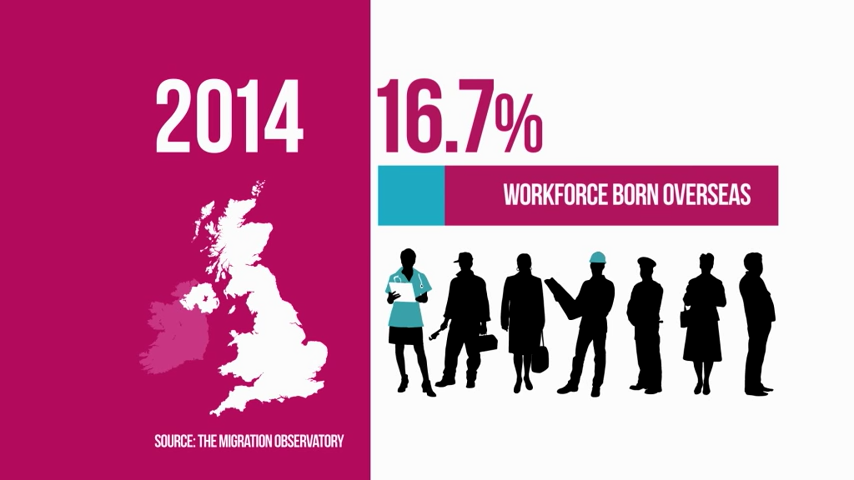 2014
16.7%
WORKFORCE BORN OVERSEAS
SOURCE: THE MIGRATION OBSERVATORY